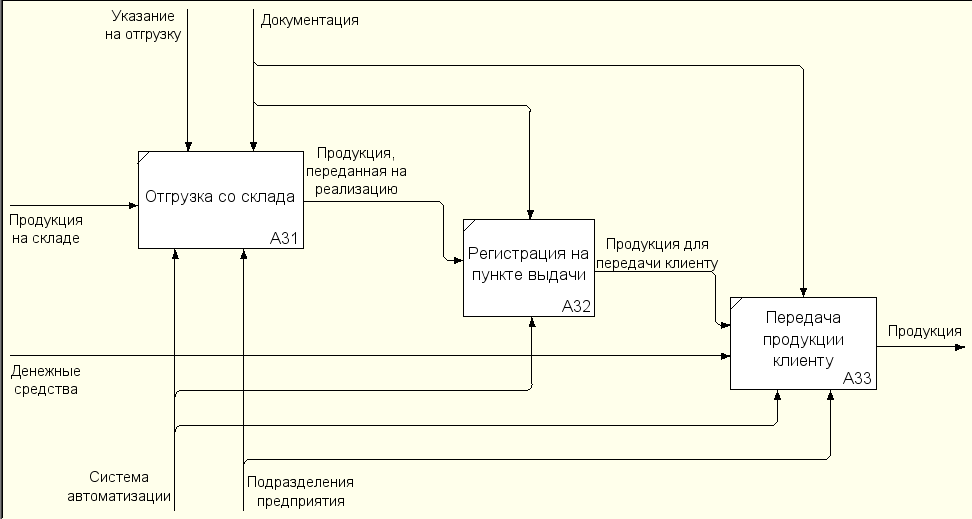 Указание
на отгрузку
Документация
Продукция,
переданная на
реализацию
Отгрузка со склада
A31
Продукция
на складе
Регистрация на
пункте выдачи
A32
Продукция для
передачи клиенту
Передача
продукции
клиенту
A33
Продукция
Денежные
средства
Система
автоматизации
Подразделения
предприятия